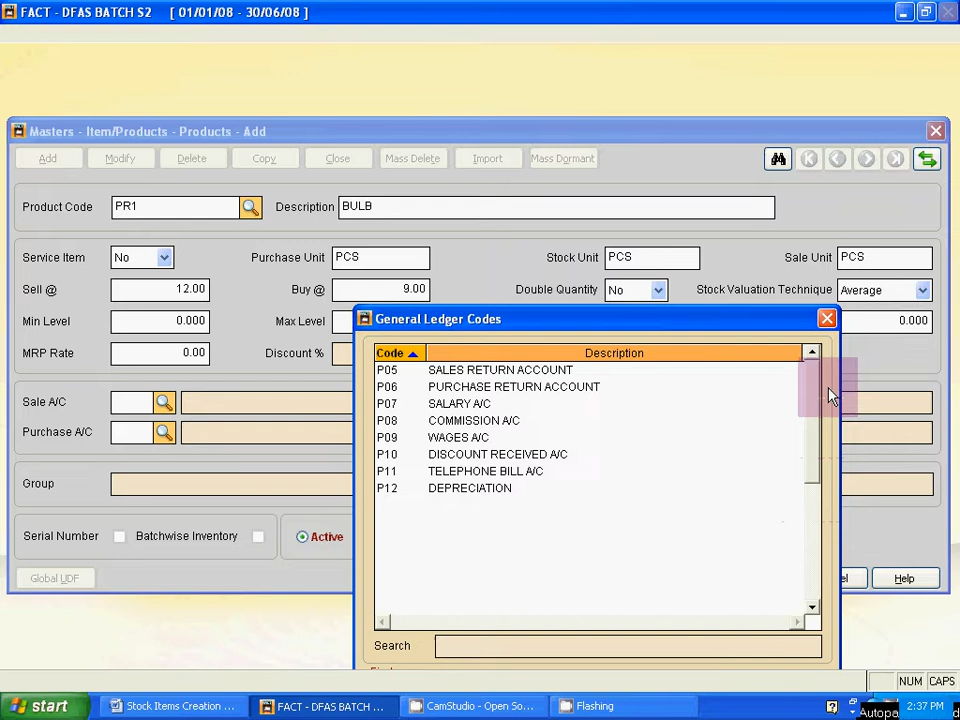 FACT - DFAS BATCH S2 [ 01/01/08 - 30/06/08 ]
Masters - Item/Products - Products - Add
Add Modify Delete Copy Close Mass Delete Import Mass Dormant
Product Code PR1 Description BULB
Service Item No Purchase Unit PCS Stock Unit PCS Sale Unit PCS
Sell @ 12.00 Buy @ 9.00 Double Quantity No Stock Valuation Technique Average
Min Level 0.000 Max Level 0.000
MRP Rate 0.00 Discount %
Sale A/C
Purchase A/C
Group
Serial Number Batchwise Inventory Active
Global UDF Help
General Ledger Codes
Code Description
P05 SALES RETURN ACCOUNT
P06 PURCHASE RETURN ACCOUNT
P07 SALARY A/C
P08 COMMISSION A/C
P09 WAGES A/C
P10 DISCOUNT RECEIVED A/C
P11 TELEPHONE BILL A/C
P12 DEPRECIATION
Search
NUM CAPS
start Stock Items Creation ... FACT - DFAS BATCH ... CamStudio - Open So... Flashing 2:37 PM